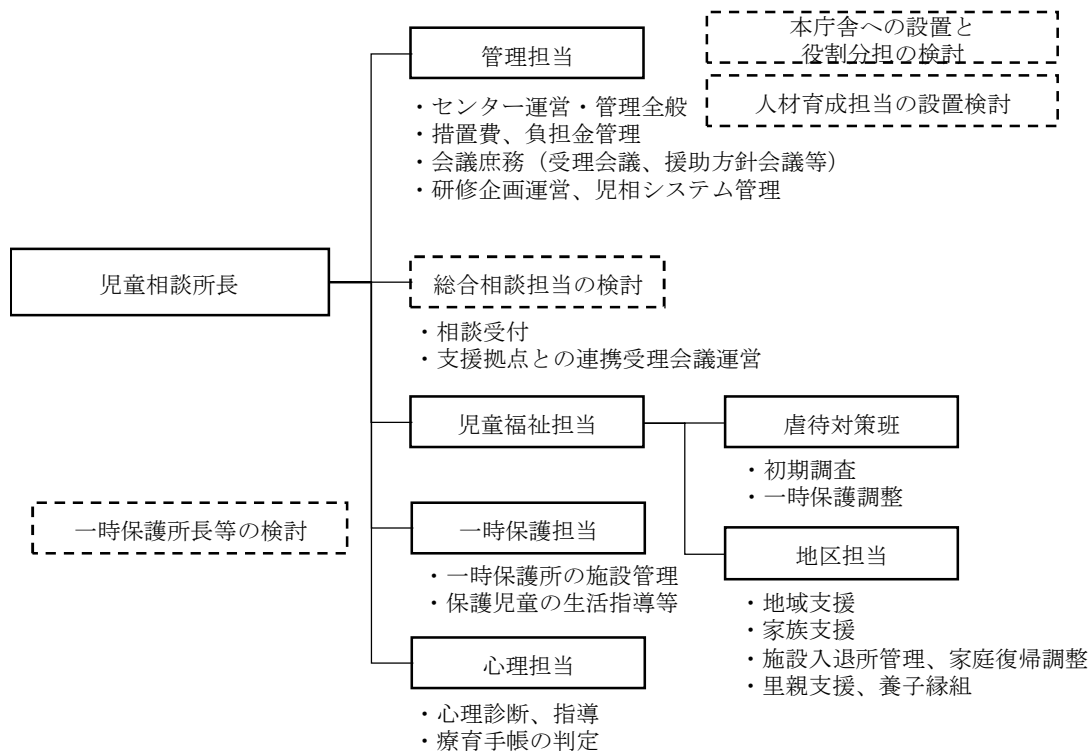 管理担当
・センター運営・管理全般
・措置費、負担金管理
・会議庶務（受理会議、援助方針会議等）
・研修企画運営、児相システム管理
本庁舎への設置と
役割分担の検討
人材育成担当の設置検討
児童相談所長
総合相談担当の検討
・相談受付
・支援拠点との連携受理会議運営
児童福祉担当
虐待対策班
・初期調査
・一時保護調整
一時保護所長等の検討
一時保護担当
・一時保護所の施設管理
・保護児童の生活指導等
地区担当
・地域支援
・家族支援
・施設入退所管理、家庭復帰調整
・里親支援、養子縁組
心理担当
・心理診断、指導
・療育手帳の判定